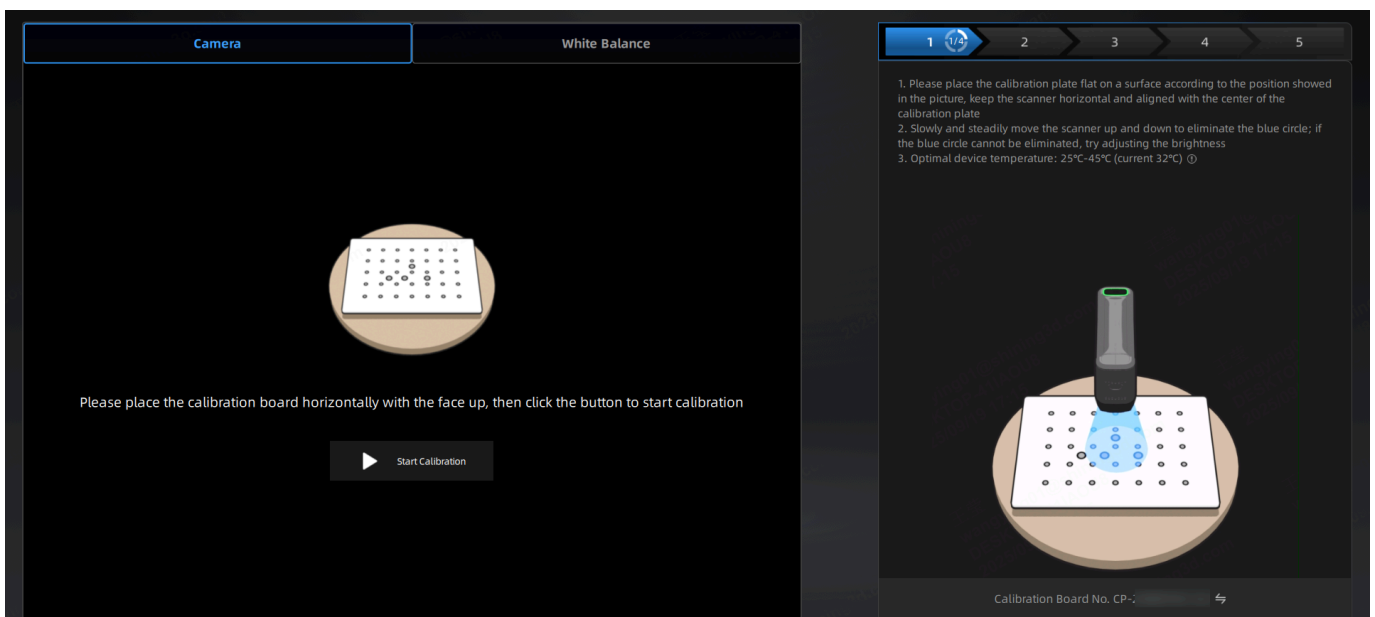 Camera
White Balance
1 1/4 2 3 4 5
1. Please place the calibration plate flat on a surface according to the position showed
in the picture, keep the scanner horizontal and aligned with the center of the
calibration plate
2. Slowly and steadily move the scanner up and down to eliminate the blue circle; if
the blue circle cannot be eliminated, try adjusting the brightness
3. Optimal device temperature: 25℃-45℃ (current 32℃)
Please place the calibration board horizontally with the face up, then click the button to start calibration
Start Calibration
Calibration Board No. CP-